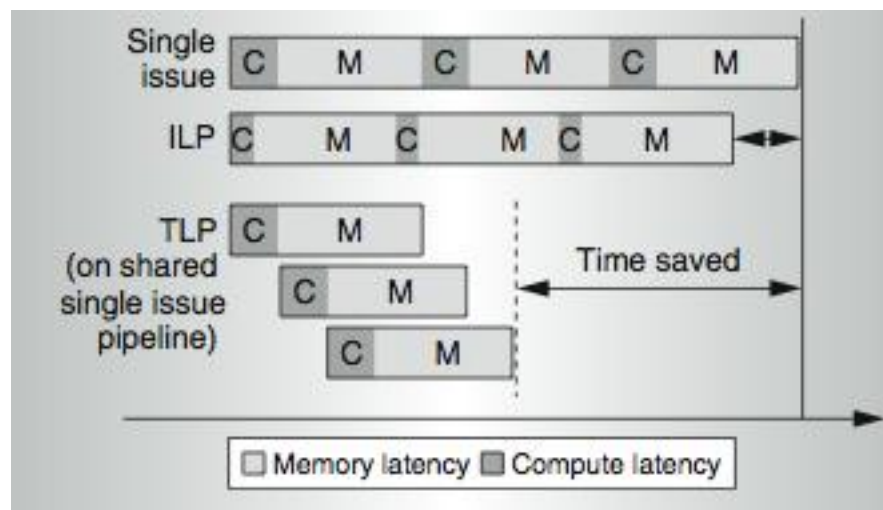 Single
issue
C M C M C M
ILP
C M C M C M
TLP
(on shared
single issue
pipeline)
C M
C M
C M
Time saved
Memory latency Compute latency